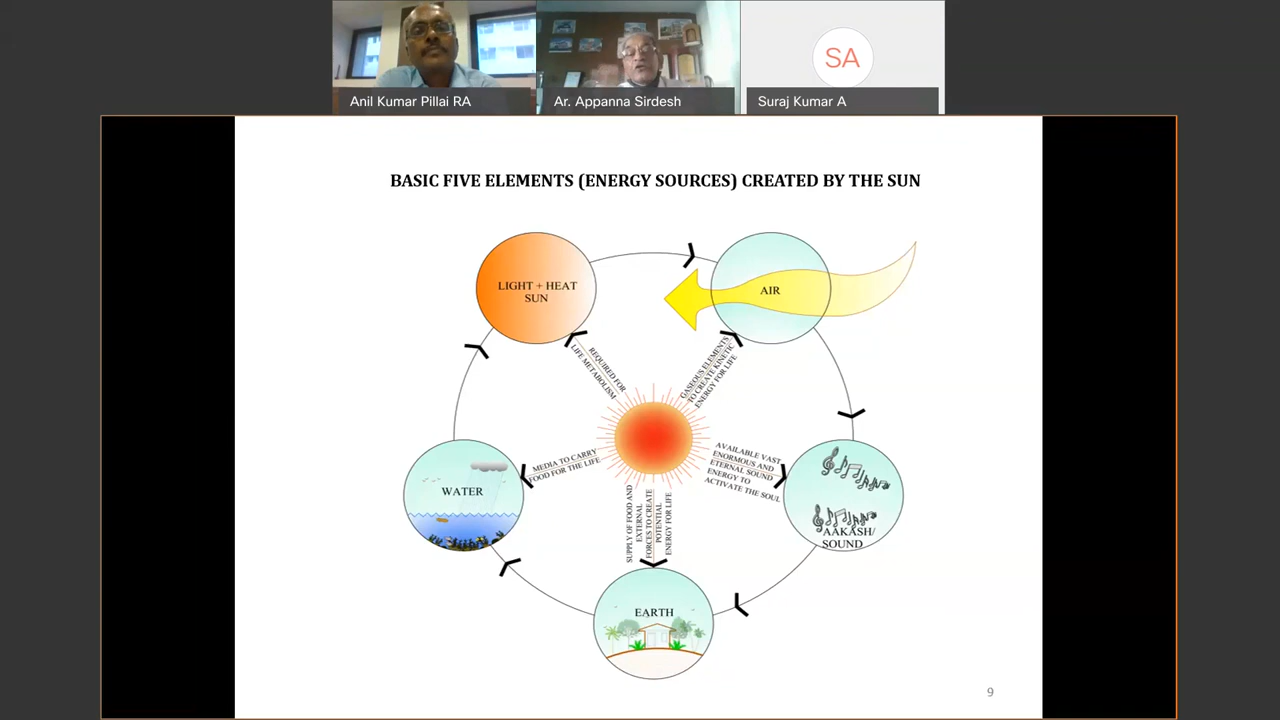 Anil Kumar Pillai RA
Ar. Appanna Sirdesh
SA
Suraj Kumar A
BASIC FIVE ELEMENTS (ENERGY SOURCES) CREATED BY THE SUN
LIGHT + HEAT
SUN
AIR
REQUIRED FOR
LIFE METABOLISM
GASEOUS ELEMENTS
TO CREATE KINETIC
ENERGY FOR LIFE
MEDIA TO CARRY
FOOD FOR THE LIFE
AVAILABLE VAST
ENORMOUS AND
ETERNAL SOUND
ENERGY TO
ACTIVATE THE SOUL
WATER
AAKASH/
SOUND
SUPPLY OF FOOD AND
EXTERNAL
FORCES TO CREATE
POTENTIAL
ENERGY FOR LIFE
EARTH
9